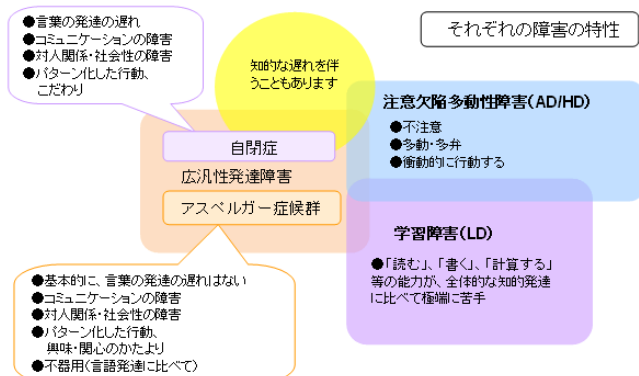 それぞれの障害の特性
●言葉の発達の遅れ
●コミュニケーションの障害
●対人関係・社会性の障害
●パターン化した行動、
こだわり
知的な遅れを伴
うこともあります
注意欠陥多動性障害(AD/HD)
●不注意
●多動・多弁
●衝動的に行動する
自閉症
広汎性発達障害
アスペルガー症候群
学習障害(LD)
●「読む」、「書く」、「計算する」
等の能力が、全体的な知的発達
に比べて極端に苦手
●基本的に、言葉の発達の遅れはない
●コミュニケーションの障害
●対人関係・社会性の障害
●パターン化した行動、
興味・関心のかたより
●不器用(言語発達に比べて)